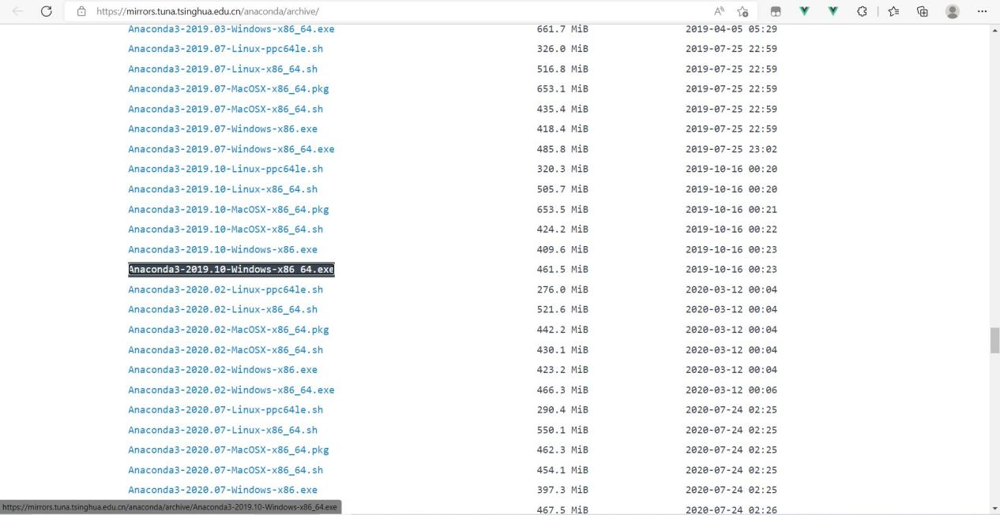 https://mirrors.tuna.tsinghua.edu.cn/anaconda/archive/
Anaconda3-2019.03-Windows-x86_64.exe 661.7 MiB 2019-04-05 05:29
Anaconda3-2019.07-Linux-ppc64le.sh 326.0 MiB 2019-07-25 22:59
Anaconda3-2019.07-Linux-x86_64.sh 516.8 MiB 2019-07-25 22:59
Anaconda3-2019.07-MacOSX-x86_64.pkg 653.1 MiB 2019-07-25 22:59
Anaconda3-2019.07-MacOSX-x86_64.sh 435.4 MiB 2019-07-25 22:59
Anaconda3-2019.07-Windows-x86.exe 418.4 MiB 2019-07-25 22:59
Anaconda3-2019.07-Windows-x86_64.exe 485.8 MiB 2019-07-25 23:02
Anaconda3-2019.10-Linux-ppc64le.sh 320.3 MiB 2019-10-16 00:20
Anaconda3-2019.10-Linux-x86_64.sh 505.7 MiB 2019-10-16 00:20
Anaconda3-2019.10-MacOSX-x86_64.pkg 653.5 MiB 2019-10-16 00:21
Anaconda3-2019.10-MacOSX-x86_64.sh 424.2 MiB 2019-10-16 00:22
Anaconda3-2019.10-Windows-x86.exe 409.6 MiB 2019-10-16 00:23
Anaconda3-2019.10-Windows-x86_64.exe 461.5 MiB 2019-10-16 00:23
Anaconda3-2020.02-Linux-ppc64le.sh 276.0 MiB 2020-03-12 00:04
Anaconda3-2020.02-Linux-x86_64.sh 521.6 MiB 2020-03-12 00:04
Anaconda3-2020.02-MacOSX-x86_64.pkg 442.2 MiB 2020-03-12 00:04
Anaconda3-2020.02-MacOSX-x86_64.sh 430.1 MiB 2020-03-12 00:04
Anaconda3-2020.02-Windows-x86.exe 423.2 MiB 2020-03-12 00:04
Anaconda3-2020.02-Windows-x86_64.exe 466.3 MiB 2020-03-12 00:06
Anaconda3-2020.07-Linux-ppc64le.sh 290.4 MiB 2020-07-24 02:25
Anaconda3-2020.07-Linux-x86_64.sh 550.1 MiB 2020-07-24 02:25
Anaconda3-2020.07-MacOSX-x86_64.pkg 462.3 MiB 2020-07-24 02:25
Anaconda3-2020.07-MacOSX-x86_64.sh 454.1 MiB 2020-07-24 02:25
Anaconda3-2020.07-Windows-x86.exe 397.3 MiB 2020-07-24 02:25
467.5 MiB 2020-07-24 02:26
https://mirrors.tuna.tsinghua.edu.cn/anaconda/archive/Anaconda3-2019.10-Windows-x86_64.exe